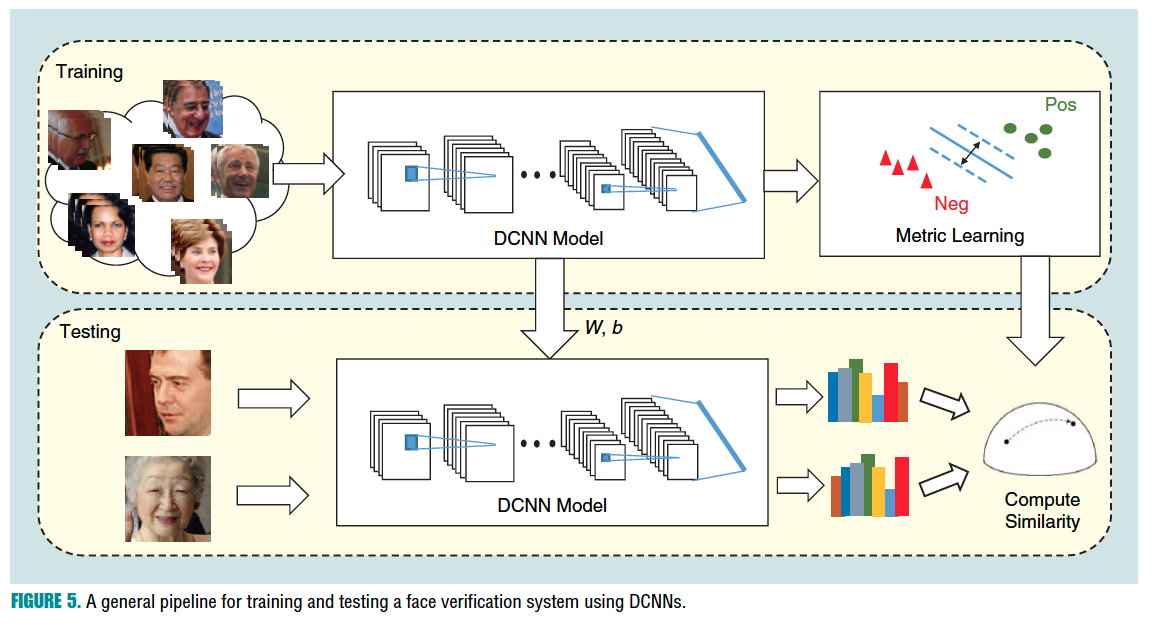 Training
Pos
Neg
DCNN Model
Metric Learning
W, b
Testing
DCNN Model
Compute
Similarity
FIGURE 5. A general pipeline for training and testing a face verification system using DCNNs.